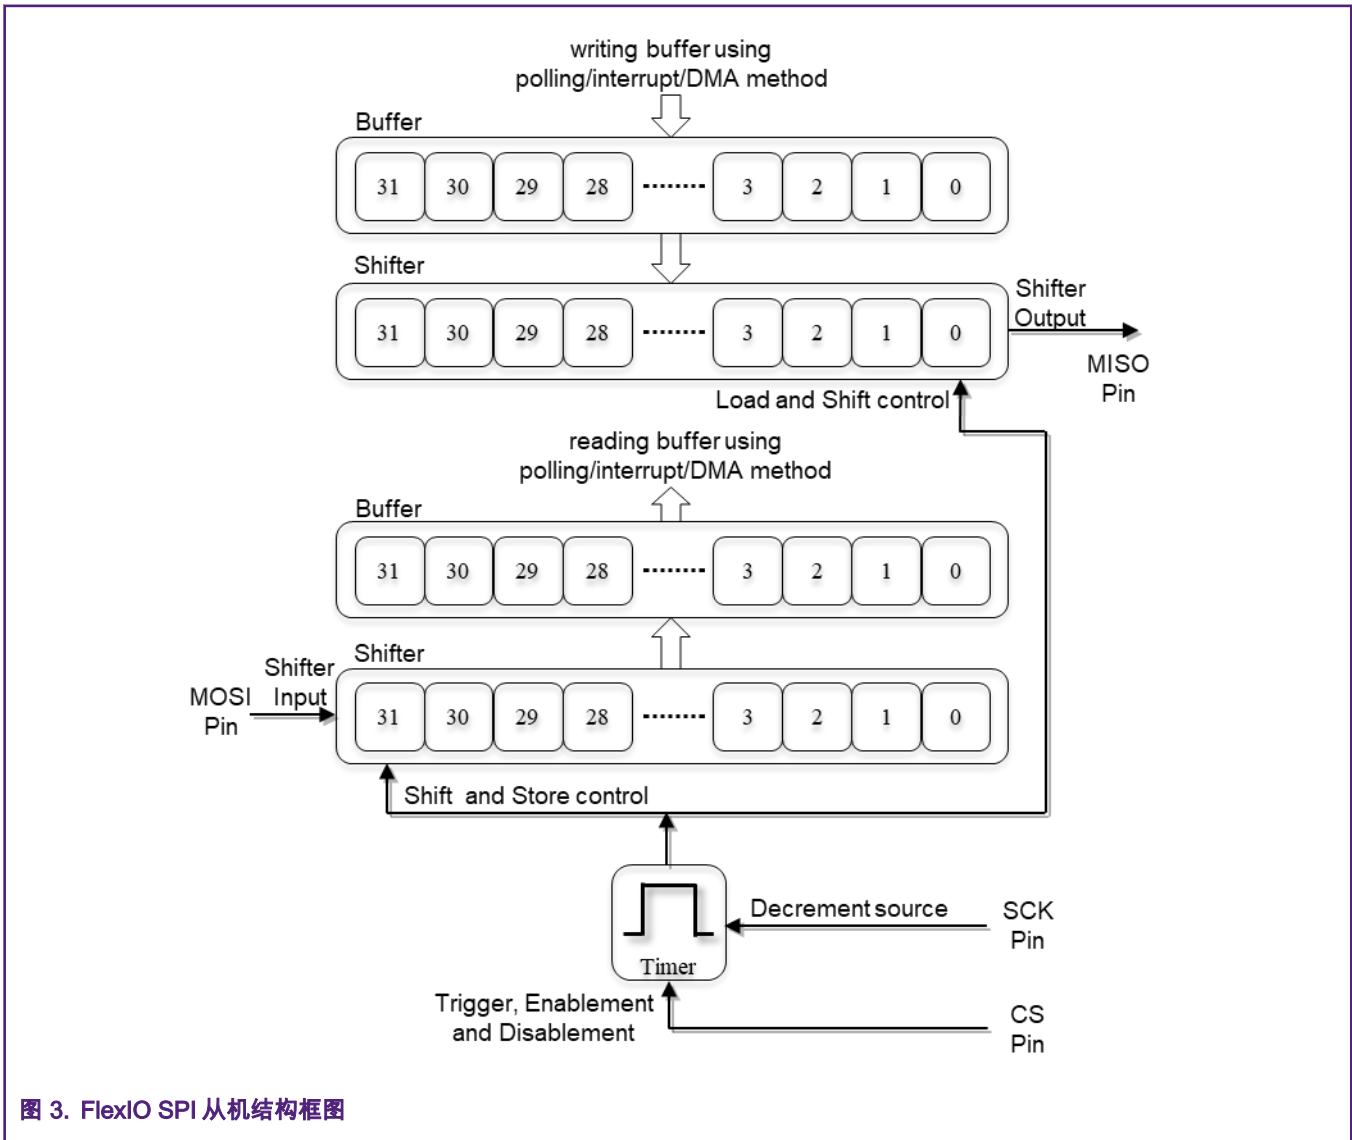 writing buffer using
polling/interrupt/DMA method
Buffer
31 30 29 28 ········ 3 2 1 0
Shifter
31 30 29 28 ········ 3 2 1 0
Shifter
Output
MISO
Pin
Load and Shift control
reading buffer using
polling/interrupt/DMA method
Buffer
31 30 29 28 ········ 3 2 1 0
Shifter
Shifter
Input
MOSI
Pin
31 30 29 28 ········ 3 2 1 0
Shift and Store control
Timer
Decrement source
SCK
Pin
Trigger, Enablement
and Disablement
CS
Pin
图 3. FlexIO SPI 从机结构框图